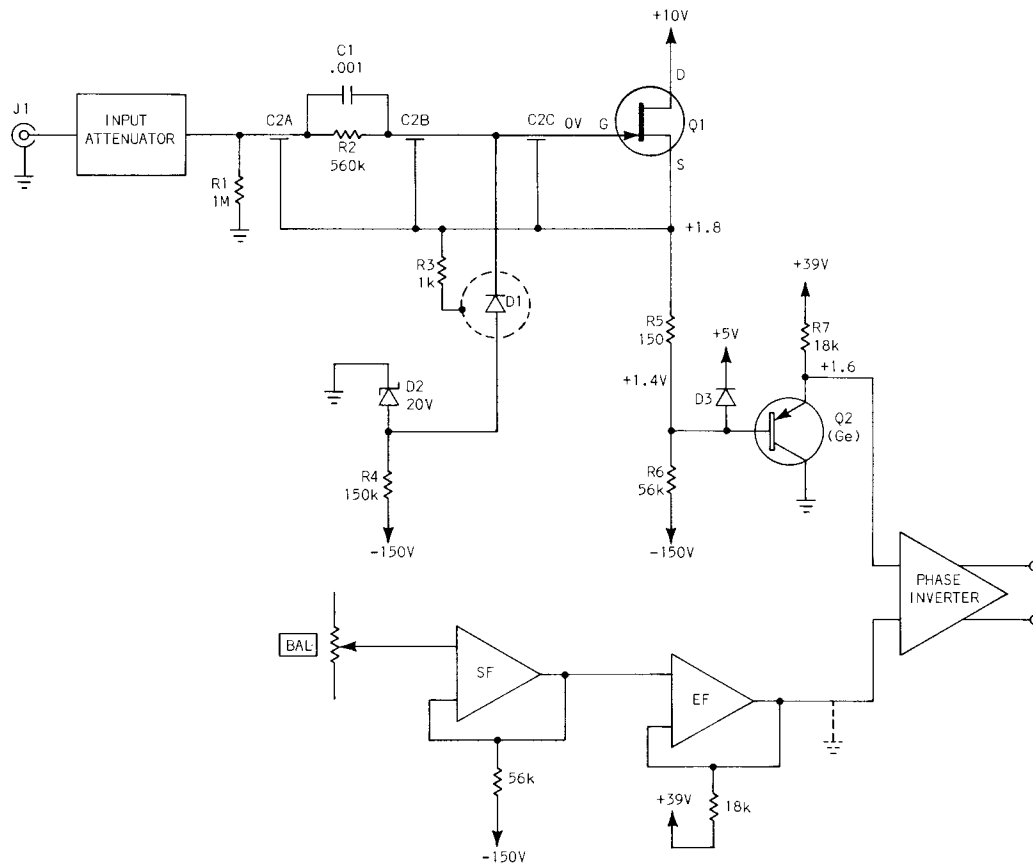 +10V
C1
.001
D
J1
INPUT
ATTENUATOR
C2A
C2B
C2C
0V
G
Q1
R2
560k
S
R1
1M
+1.8
R3
1k
D1
+39V
R7
18k
R5
150
+5V
+1.6
D2
20V
+1.4V
D3
Q2
(Ge)
R4
150k
R6
56k
-150V
-150V
PHASE
INVERTER
BAL
SF
EF
56k
+39V
18k
-150V